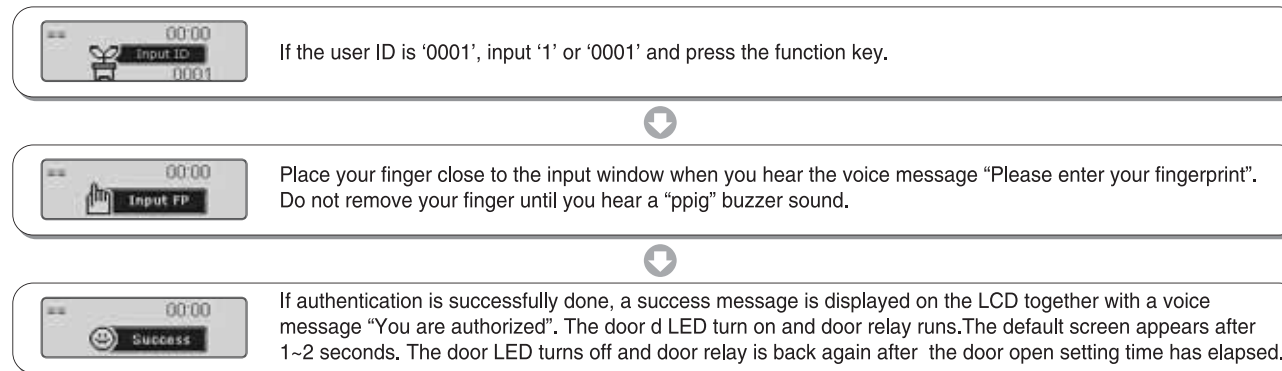 00:00
Input ID
0001
If the user ID is ‘0001’, input ‘1’ or ‘0001’ and press the function key.
00:00
Input FP
Place your finger close to the input window when you hear the voice message “Please enter your fingerprint”.
Do not remove your finger until you hear a “ppig” buzzer sound.
00:00
Success
If authentication is successfully done, a success message is displayed on the LCD together with a voice
message “You are authorized”. The door d LED turn on and door relay runs.The default screen appears after
1~2 seconds. The door LED turns off and door relay is back again after the door open setting time has elapsed.